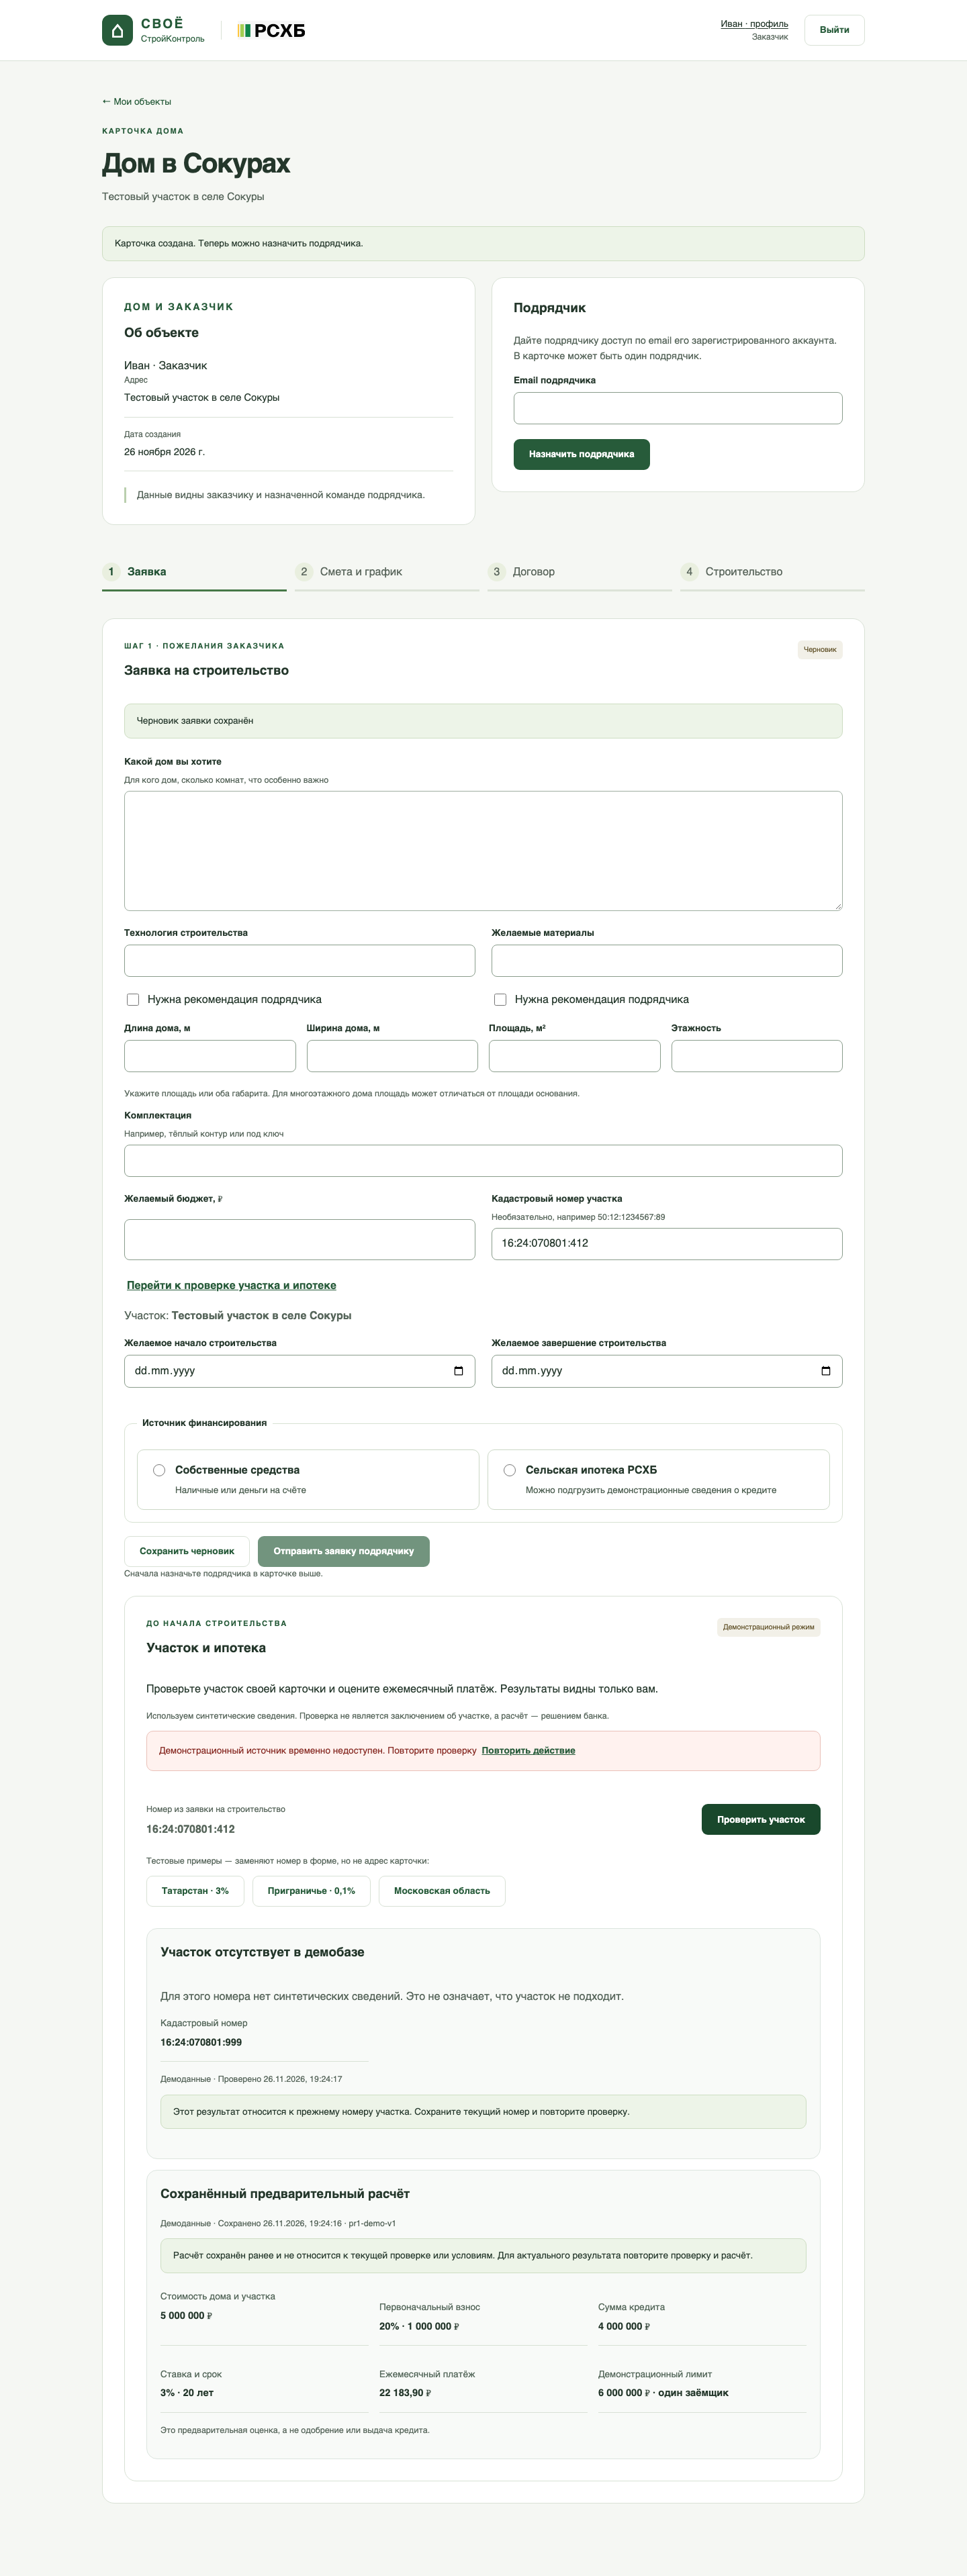 СВОЁ
СтройКонтроль
РСХБ
Иван · профиль
Заказчик
Выйти
← Мои объекты
КАРТОЧКА ДОМА
Дом в Сокурах
Тестовый участок в селе Сокуры
Карточка создана. Теперь можно назначить подрядчика.
ДОМ И ЗАКАЗЧИК
Об объекте
Иван · Заказчик
Адрес
Тестовый участок в селе Сокуры
Дата создания
26 ноября 2026 г.
Данные видны заказчику и назначенной команде подрядчика.
Подрядчик
Дайте подрядчику доступ по email его зарегистрированного аккаунта.
В карточке может быть один подрядчик.
Email подрядчика
Назначить подрядчика
1 Заявка
2 Смета и график
3 Договор
4 Строительство
ШАГ 1 · ПОЖЕЛАНИЯ ЗАКАЗЧИКА
Черновик
Заявка на строительство
Черновик заявки сохранён
Какой дом вы хотите
Для кого дом, сколько комнат, что особенно важно
Технология строительства
Желаемые материалы
Нужна рекомендация подрядчика
Нужна рекомендация подрядчика
Длина дома, м
Ширина дома, м
Площадь, м²
Этажность
Укажите площадь или оба габарита. Для многоэтажного дома площадь может отличаться от площади основания.
Комплектация
Например, тёплый контур или под ключ
Желаемый бюджет, ₽
Кадастровый номер участка
Необязательно, например 50:12:1234567:89
16:24:070801:412
Перейти к проверке участка и ипотеке
Участок: Тестовый участок в селе Сокуры
Желаемое начало строительства
Желаемое завершение строительства
dd.mm.yyyy
dd.mm.yyyy
Источник финансирования
Собственные средства
Наличные или деньги на счёте
Сельская ипотека РСХБ
Можно подгрузить демонстрационные сведения о кредите
Сохранить черновик
Отправить заявку подрядчику
Сначала назначьте подрядчика в карточке выше.
ДО НАЧАЛА СТРОИТЕЛЬСТВА
Демонстрационный режим
Участок и ипотека
Проверьте участок своей карточки и оцените ежемесячный платёж. Результаты видны только вам.
Используем синтетические сведения. Проверка не является заключением об участке, а расчёт — решением банка.
Демонстрационный источник временно недоступен. Повторите проверку Повторить действие
Номер из заявки на строительство
16:24:070801:412
Проверить участок
Тестовые примеры — заменяют номер в форме, но не адрес карточки:
Татарстан · 3%
Приграничье · 0,1%
Московская область
Участок отсутствует в демобазе
Для этого номера нет синтетических сведений. Это не означает, что участок не подходит.
Кадастровый номер
16:24:070801:999
Демоданные · Проверено 26.11.2026, 19:24:17
Этот результат относится к прежнему номеру участка. Сохраните текущий номер и повторите проверку.
Сохранённый предварительный расчёт
Демоданные · Сохранено 26.11.2026, 19:24:16 · pr1-demo-v1
Расчёт сохранён ранее и не относится к текущей проверке или условиям. Для актуального результата повторите проверку и расчёт.
Стоимость дома и участка
5 000 000 ₽
Первоначальный взнос
20% · 1 000 000 ₽
Сумма кредита
4 000 000 ₽
Ставка и срок
3% · 20 лет
Ежемесячный платёж
22 183,90 ₽
Демонстрационный лимит
6 000 000 ₽ · один заёмщик
Это предварительная оценка, а не одобрение или выдача кредита.